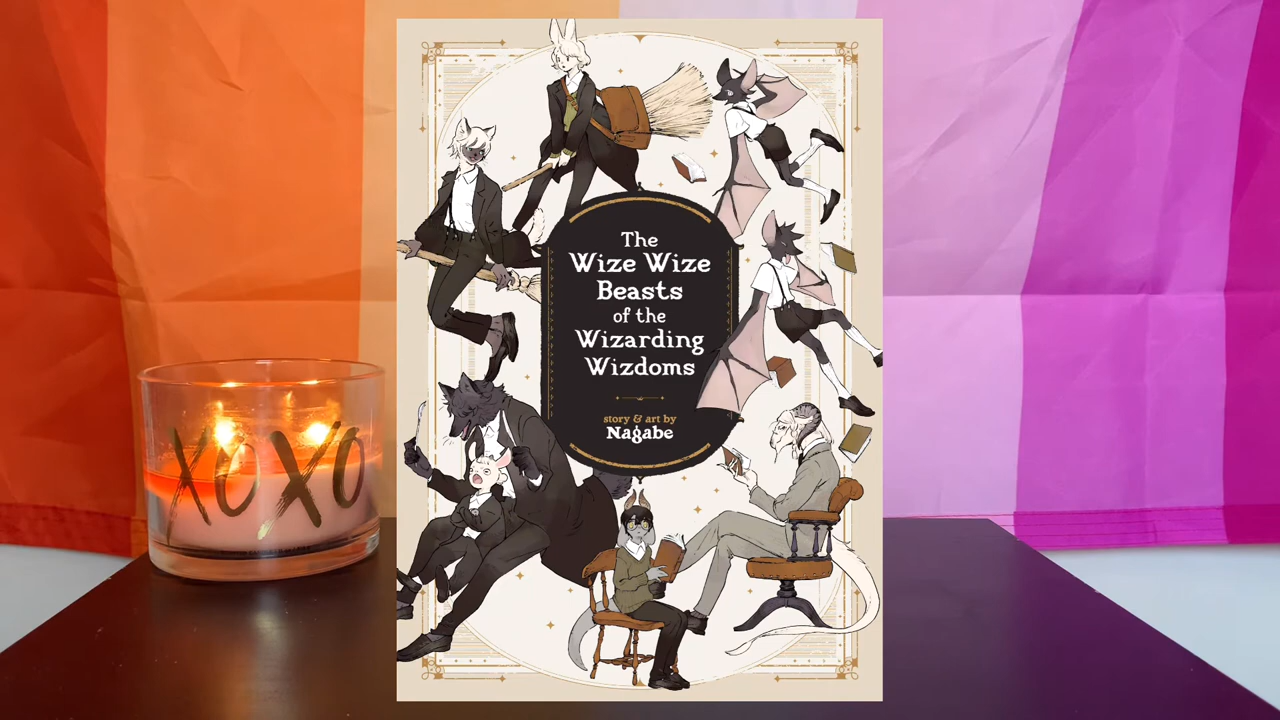 XOXO
The
Wize Wize
Beasts
of the
Wizarding
Wizdoms
story & art by
Nagabe